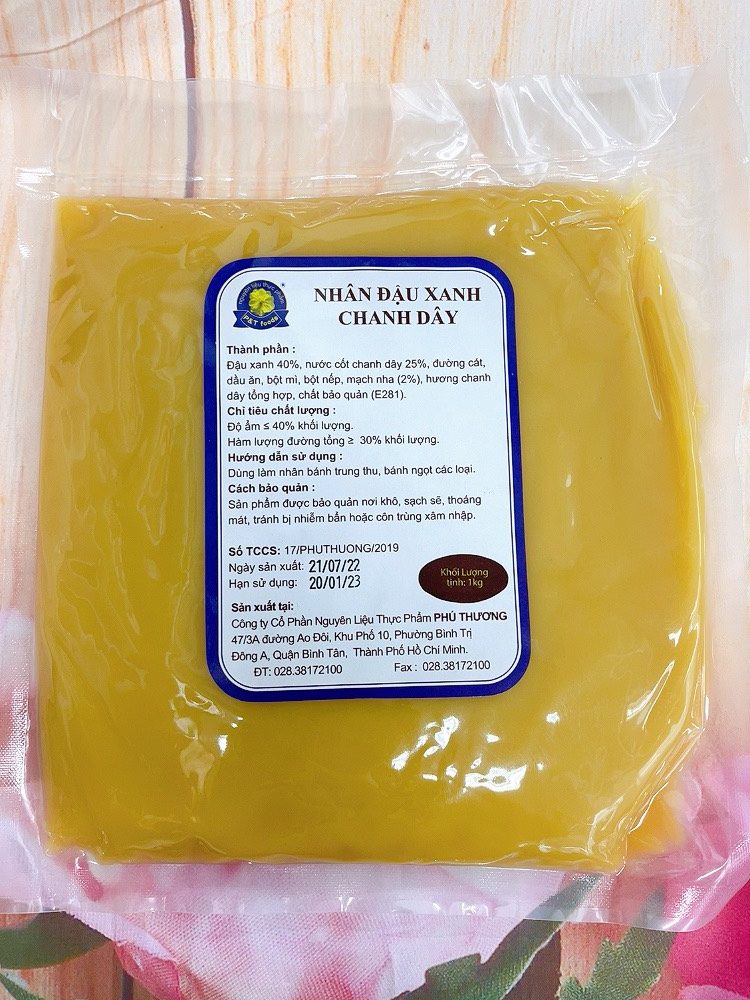 nguyên liệu thực phẩm
P&T foods
NHÂN ĐẬU XANH
CHANH DÂY
Thành phần :
Đậu xanh 40%, nước cốt chanh dây 25%, đường cát,
dầu ăn, bột mì, bột nếp, mạch nha (2%), hương chanh
dây tổng hợp, chất bảo quản (E281).
Chỉ tiêu chất lượng :
Độ ẩm ≤ 40% khối lượng.
Hàm lượng đường tổng ≥ 30% khối lượng.
Hướng dẫn sử dụng :
Dùng làm nhân bánh trung thu, bánh ngọt các loại.
Cách bảo quản :
Sản phẩm được bảo quản nơi khô, sạch sẽ, thoáng
mát, tránh bị nhiễm bẩn hoặc côn trùng xâm nhập.
Số TCCS: 17/PHUTHUONG/2019
Ngày sản xuất: 21/07/22
Hạn sử dụng: 20/01/23
Khối Lượng
tịnh: 1kg
Sản xuất tại:
Công ty Cổ Phần Nguyên Liệu Thực Phẩm PHÚ THƯƠNG
47/3A đường Ao Đôi, Khu Phố 10, Phường Bình Trị
Đông A, Quận Bình Tân, Thành Phố Hồ Chí Minh.
ĐT: 028.38172100 Fax : 028.38172100